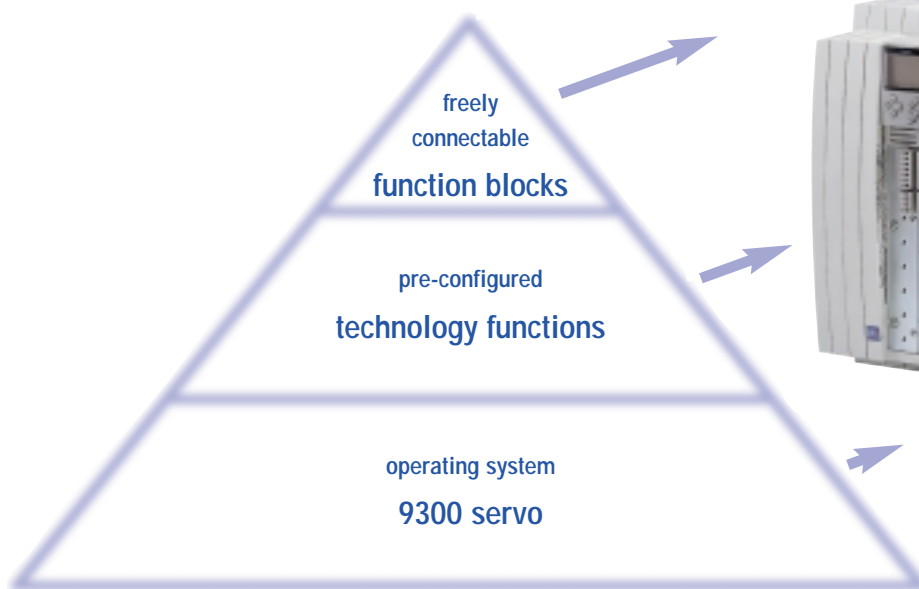 freely
connectable
function blocks
pre-configured
technology functions
operating system
9300 servo